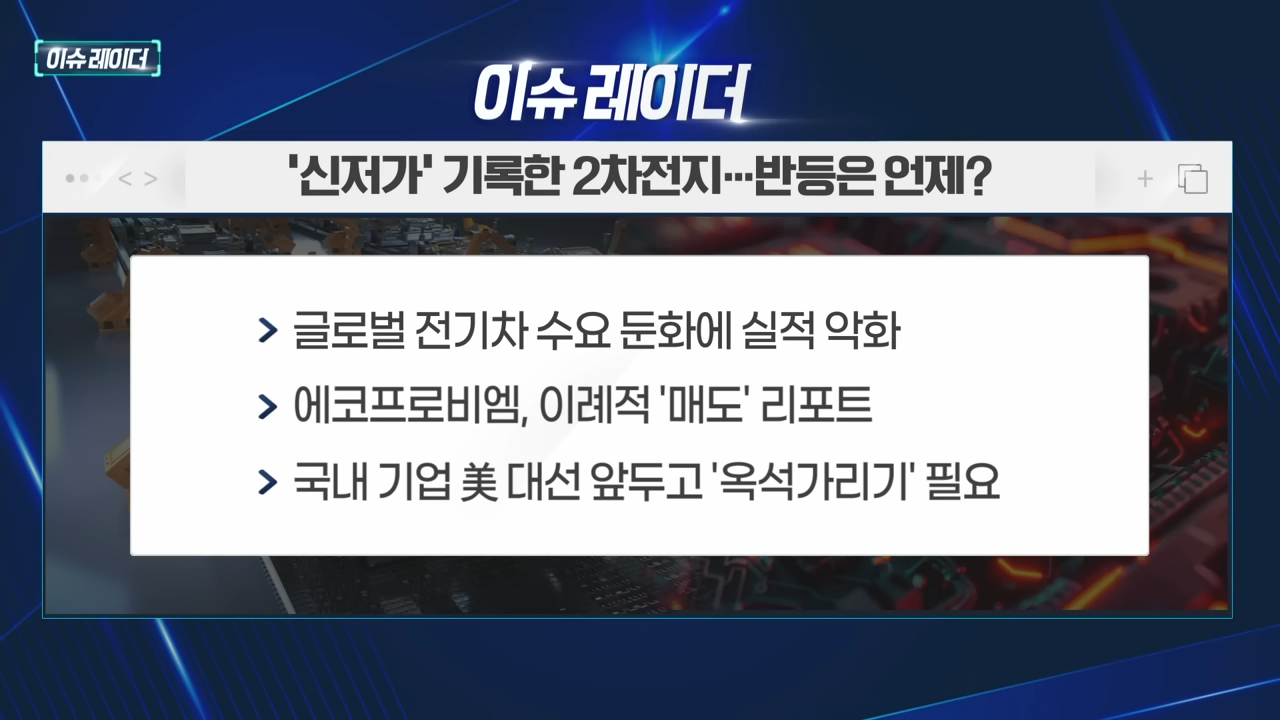 이슈 레이더
이슈 레이더
'신저가' 기록한 2차전지…반등은 언제?
글로벌 전기차 수요 둔화에 실적 악화
에코프로비엠, 이례적 '매도' 리포트
국내 기업 美 대선 앞두고 '옥석가리기' 필요